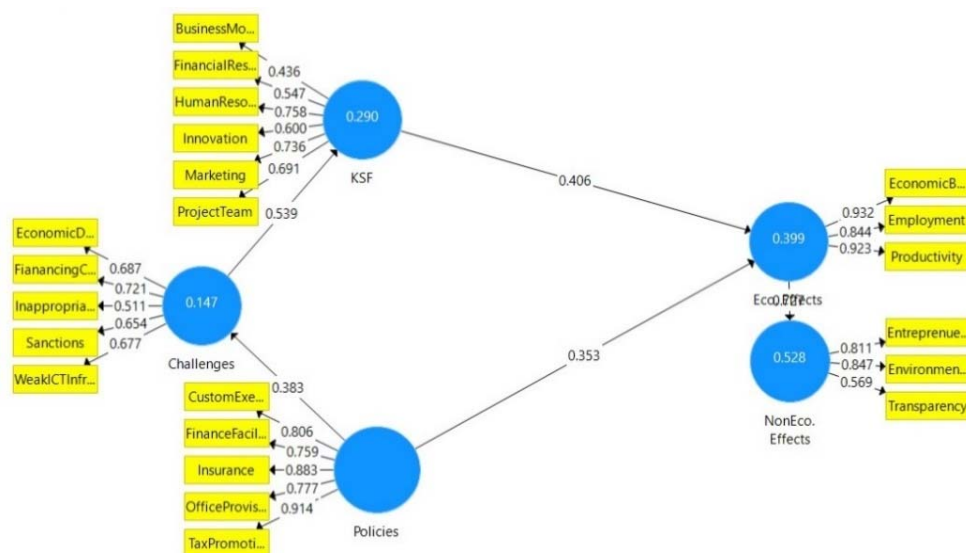 BusinessMo...
FinancialRes...
HumanReso...
Innovation
Marketing
ProjectTeam
0.436
0.547
0.758
0.600
0.736
0.691
0.290
KSF
0.539
0.406
EconomicD...
FianancingC...
Inappropria...
Sanctions
WeakICTInfr...
0.687
0.721
0.511
0.654
0.677
0.147
Challenges
0.383
CustomExe...
FinanceFacil...
Insurance
OfficeProvis...
TaxPromoti...
0.806
0.759
0.883
0.777
0.914
Policies
0.353
0.399
Eco. Effects
0.932
0.844
0.923
EconomicB...
Employment
Productivity
0.528
NonEco.
Effects
0.811
0.847
0.569
Entreprenue...
Environmen...
Transparency